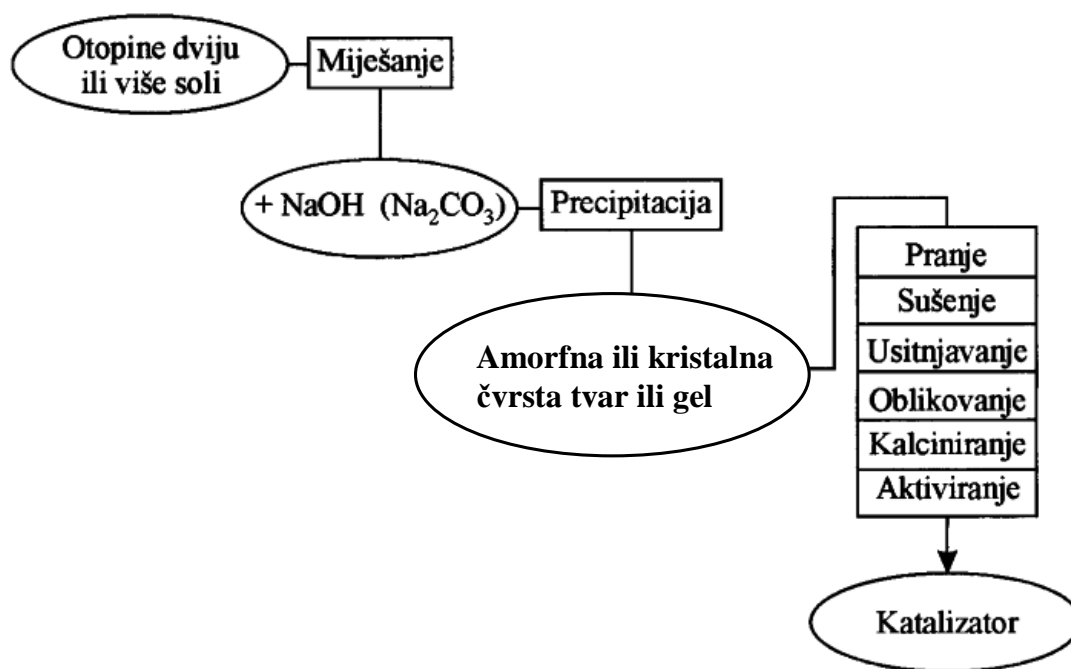 Otopine dviju
ili više soli
Miješanje
+ NaOH (Na₂CO₃)
Precipitacija
Amorfna ili kristalna
čvrsta tvar ili gel
Pranje
Sušenje
Usitnjavanje
Oblikovanje
Kalciniranje
Aktiviranje
Katalizator